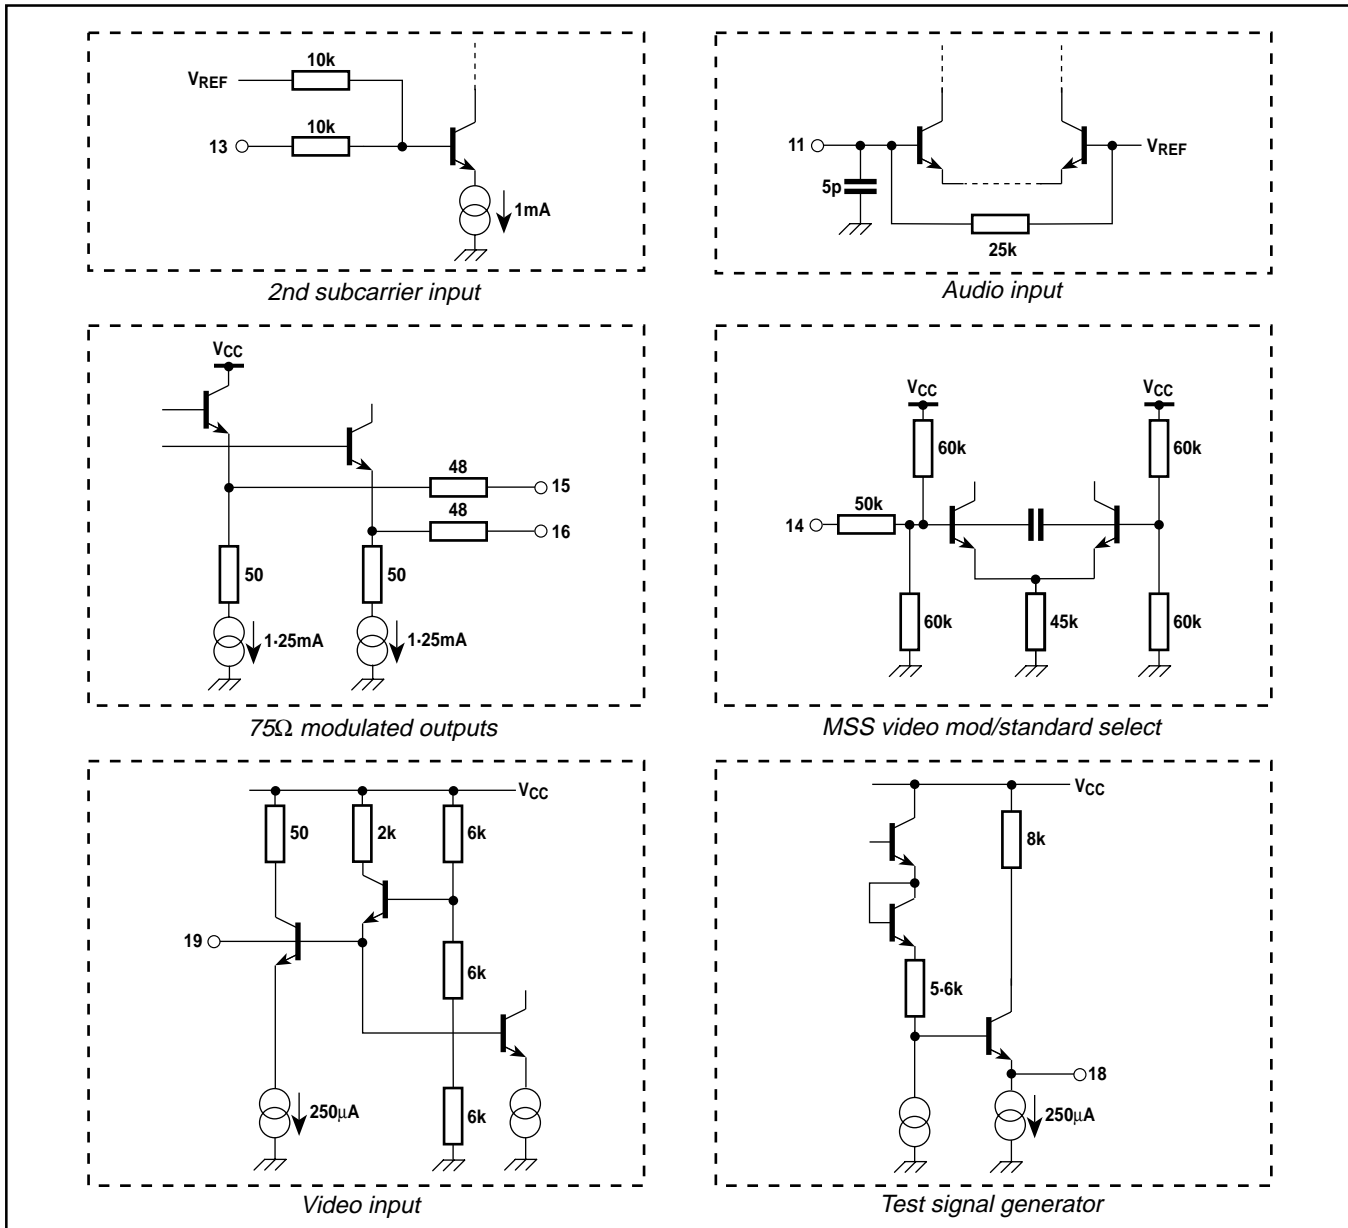 10k
VREF
10k
13
1mA
2nd subcarrier input
11
VREF
5p
25k
Audio input
VCC
48
15
48
16
50
50
1·25mA
1·25mA
75Ω modulated outputs
VCC
VCC
60k
60k
50k
14
60k
45k
60k
MSS video mod/standard select
VCC
50
2k
6k
19
6k
250µA
6k
Video input
VCC
8k
5·6k
18
250µA
Test signal generator